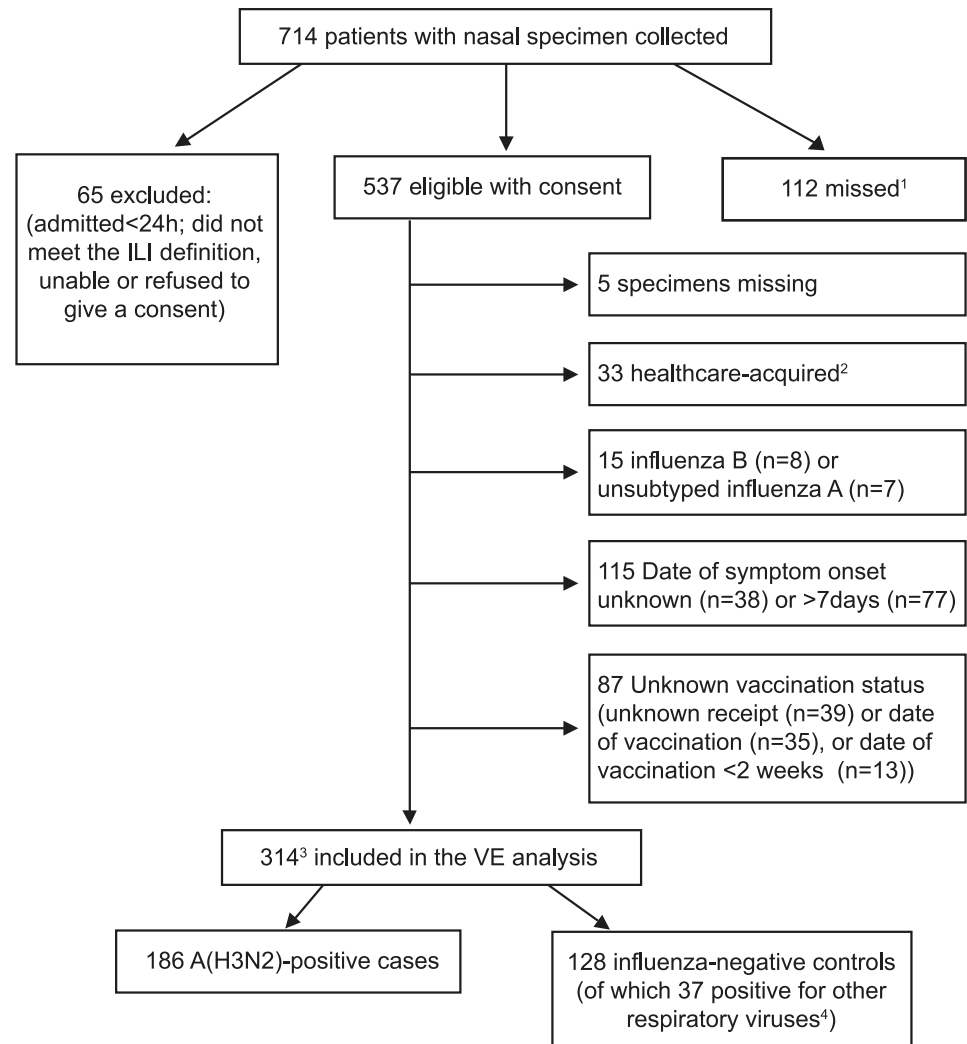 714 patients with nasal specimen collected
65 excluded:
(admitted<24h; did not
meet the ILI definition,
unable or refused to
give a consent)
537 eligible with consent
112 missed¹
5 specimens missing
33 healthcare-acquired²
15 influenza B (n=8) or
unsubtyped influenza A (n=7)
115 Date of symptom onset
unknown (n=38) or >7days (n=77)
87 Unknown vaccination status
(unknown receipt (n=39) or date
of vaccination (n=35), or date of
vaccination <2 weeks (n=13))
314³ included in the VE analysis
186 A(H3N2)-positive cases
128 influenza-negative controls
(of which 37 positive for other
respiratory viruses⁴)